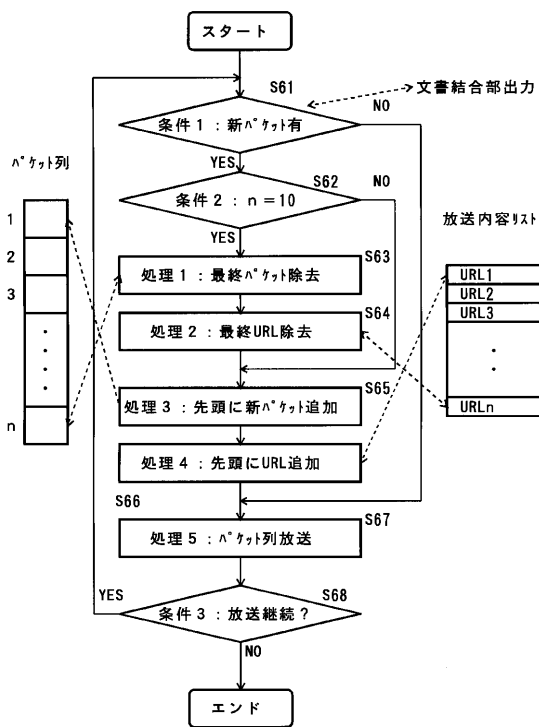 スタート
S61
NO
文書結合部出力
条件1：新パケット有
YES
S62
NO
条件2：n＝10
YES
パケット列
1
2
3
n
放送内容リスト
URL1
URL2
URL3
URLn
S63
処理1：最終パケット除去
S64
処理2：最終URL除去
S65
処理3：先頭に新パケット追加
処理4：先頭にURL追加
S66
S67
処理5：パケット列放送
YES
S68
条件3：放送継続？
NO
エンド